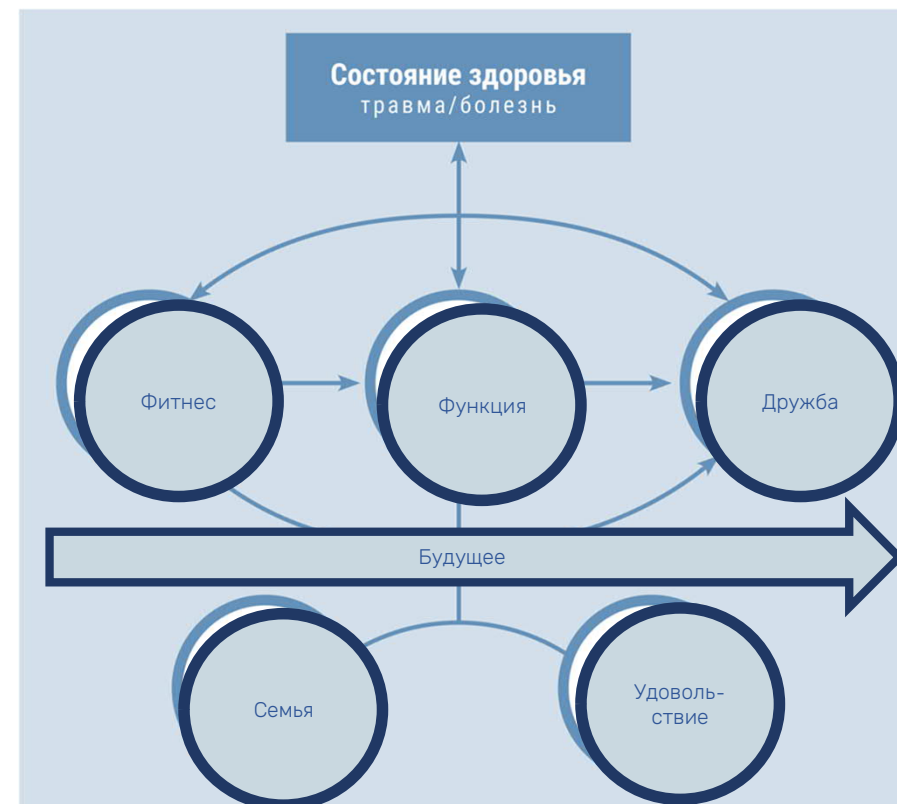 Состояние здоровья
травма/болезнь
Фитнес
Функция
Дружба
Будущее
Семья
Удоволь-
ствие